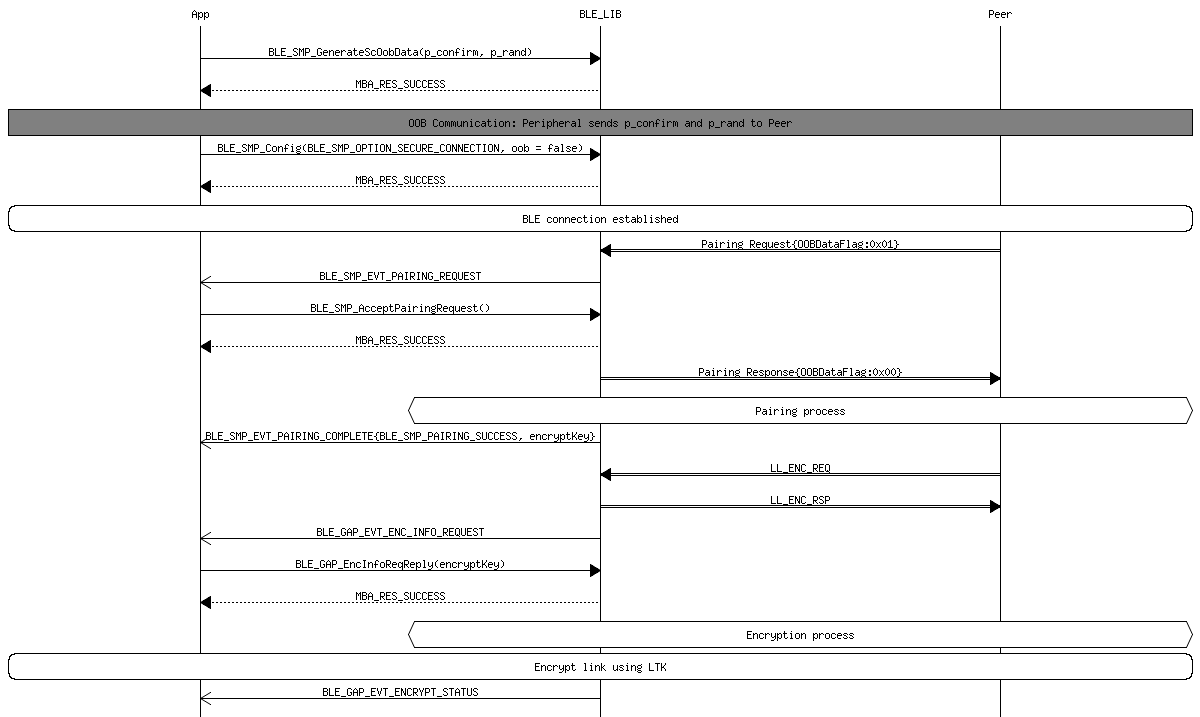 App BLE_LIB Peer
BLE_SMP_GenerateScOobData(p_confirm, p_rand)
MBA_RES_SUCCESS
OOB Communication: Peripheral sends p_confirm and p_rand to Peer
BLE_SMP_Config(BLE_SMP_OPTION_SECURE_CONNECTION, oob = false)
MBA_RES_SUCCESS
BLE connection established
Pairing Request{OOBDataFlag:0x01}
BLE_SMP_EVT_PAIRING_REQUEST
BLE_SMP_AcceptPairingRequest()
MBA_RES_SUCCESS
Pairing Response{OOBDataFlag:0x00}
Pairing process
BLE_SMP_EVT_PAIRING_COMPLETE{BLE_SMP_PAIRING_SUCCESS, encryptKey}
LL_ENC_REQ
LL_ENC_RSP
BLE_GAP_EVT_ENC_INFO_REQUEST
BLE_GAP_EncInfoReqReply(encryptKey)
MBA_RES_SUCCESS
Encryption process
Encrypt link using LTK
BLE_GAP_EVT_ENCRYPT_STATUS